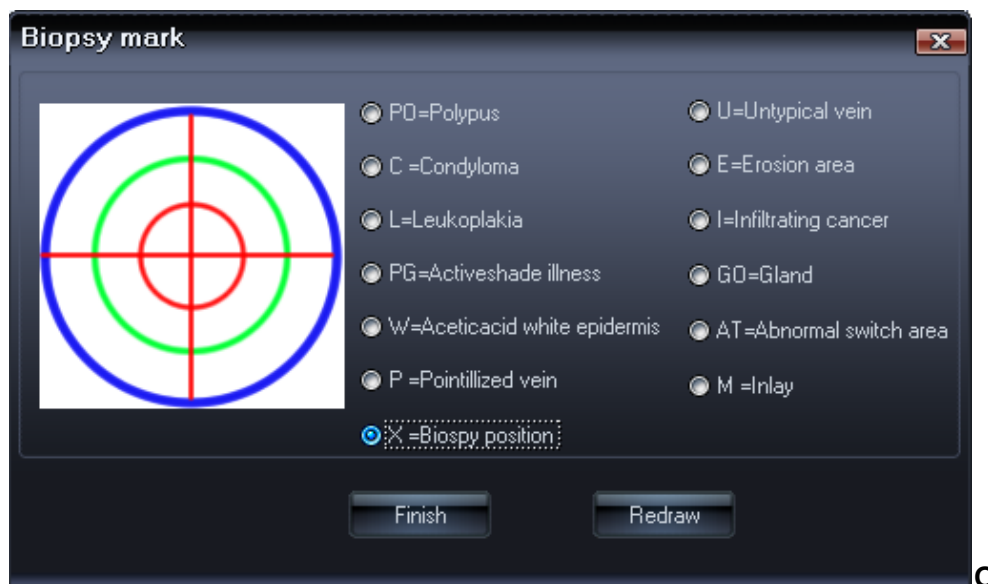 Biopsy mark
PO=Polypus
C =Condyloma
L=Leukoplakia
PG=Activeshade illness
W=Aceticacid white epidermis
P =Pointillized vein
X =Biospy position
U=Untypical vein
E=Erosion area
I=Infiltrating cancer
GO=Gland
AT=Abnormal switch area
M =Inlay
Finish
Redraw